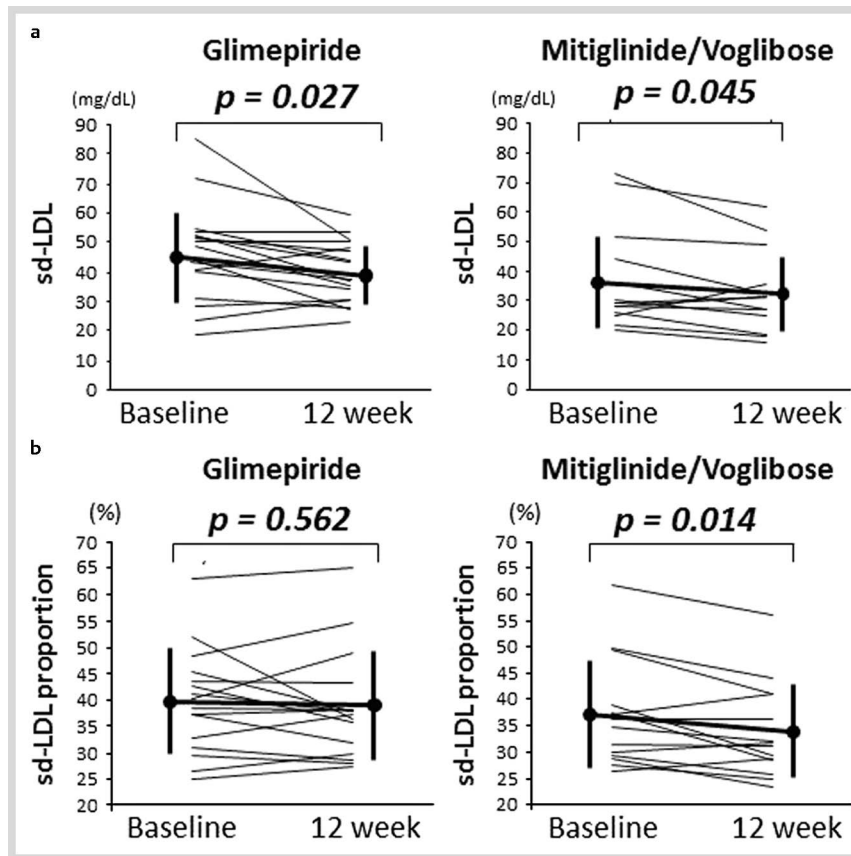 a
Glimepiride
p = 0.027
(mg/dL)
sd-LDL
90
80
70
60
50
40
30
20
10
0
Baseline 12 week
Mitiglinide/Voglibose
p = 0.045
(mg/dL)
sd-LDL
90
80
70
60
50
40
30
20
10
0
Baseline 12 week
b
Glimepiride
p = 0.562
(%)
sd-LDL proportion
70
65
60
55
50
45
40
35
30
25
20
Baseline 12 week
Mitiglinide/Voglibose
p = 0.014
(%)
sd-LDL proportion
70
65
60
55
50
45
40
35
30
25
20
Baseline 12 week